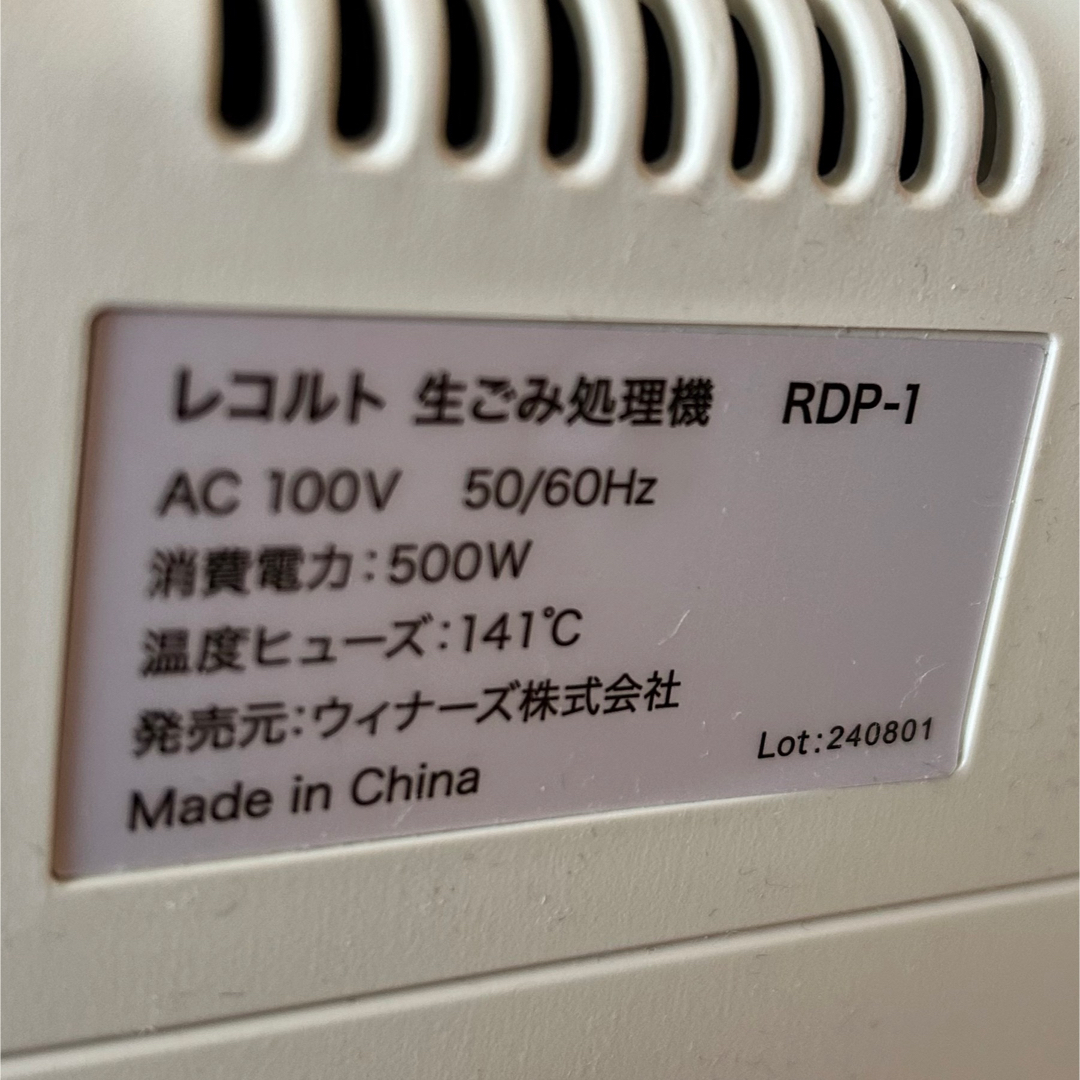 レコルト 生ごみ処理機 RDP-1
AC 100V 50/60Hz
消費電力:500W
温度ヒューズ:141℃
発売元:ウィナーズ株式会社
Lot:240801
Made in China